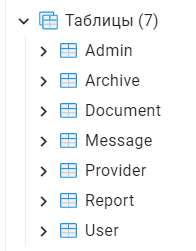 Таблицы (7)
Admin
Archive
Document
Message
Provider
Report
User